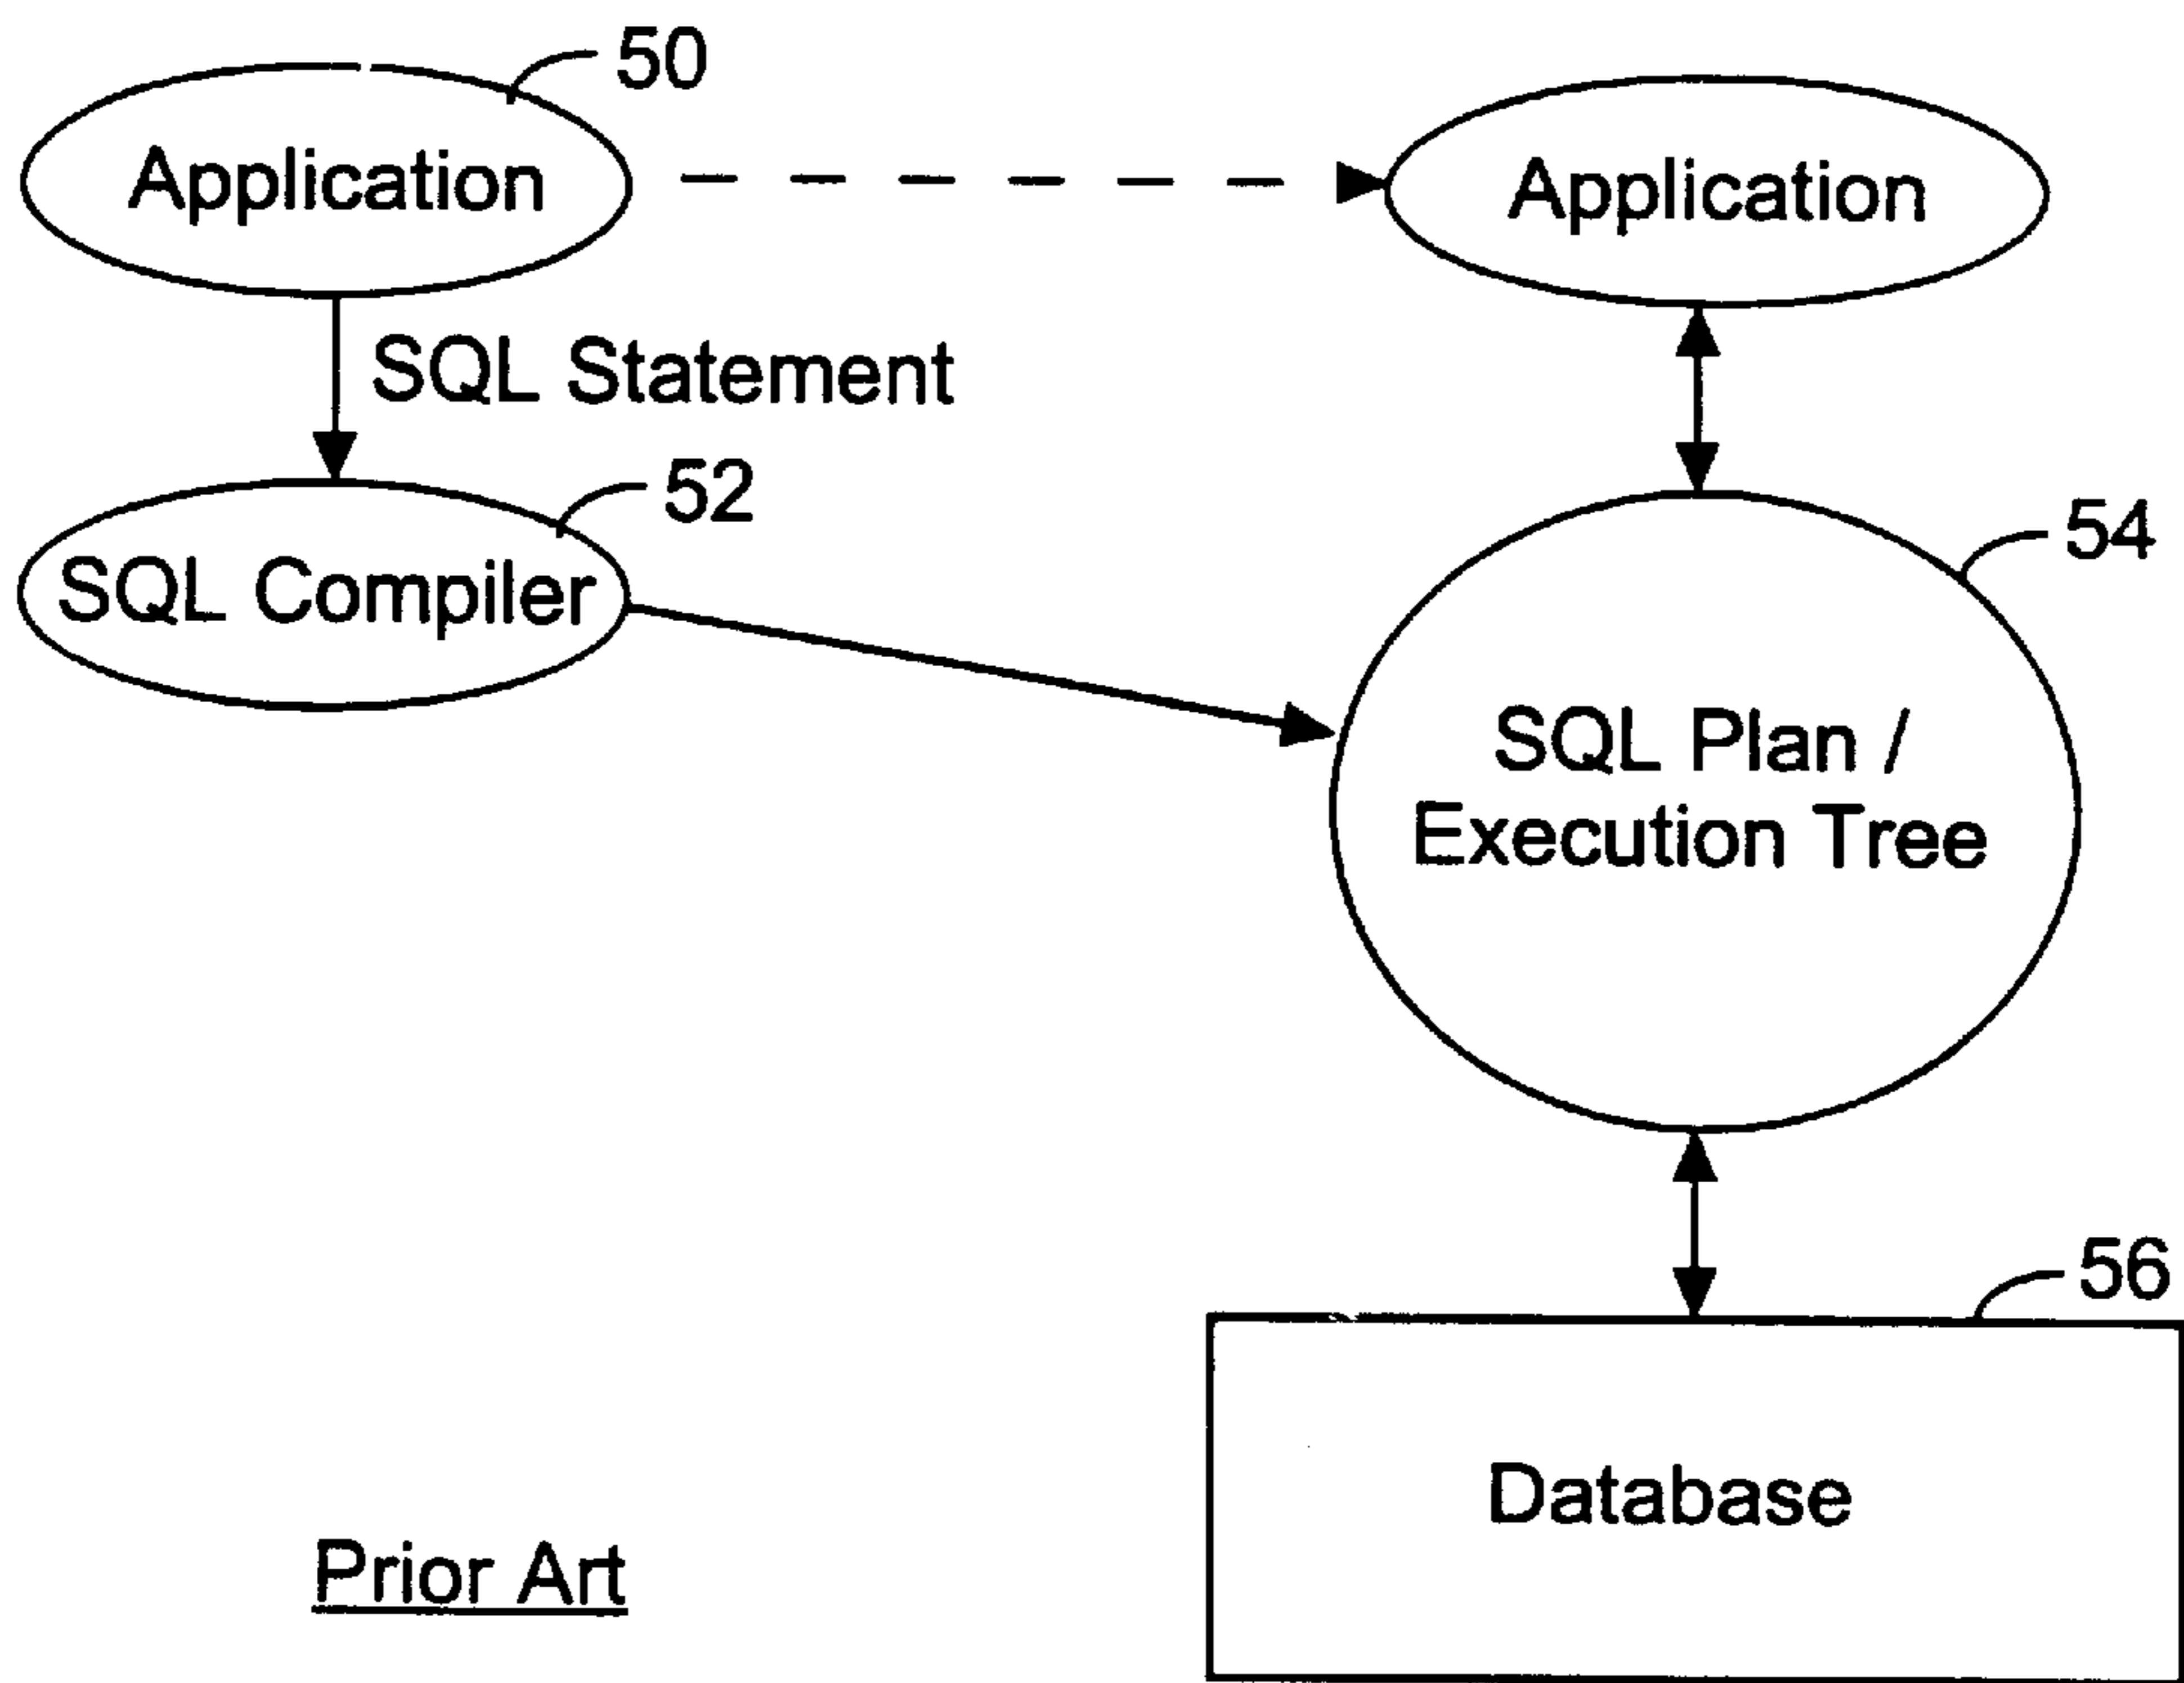 50
Application
Application
SQL Statement
52
SQL Compiler
54
SQL Plan /
Execution Tree
56
Database
Prior Art